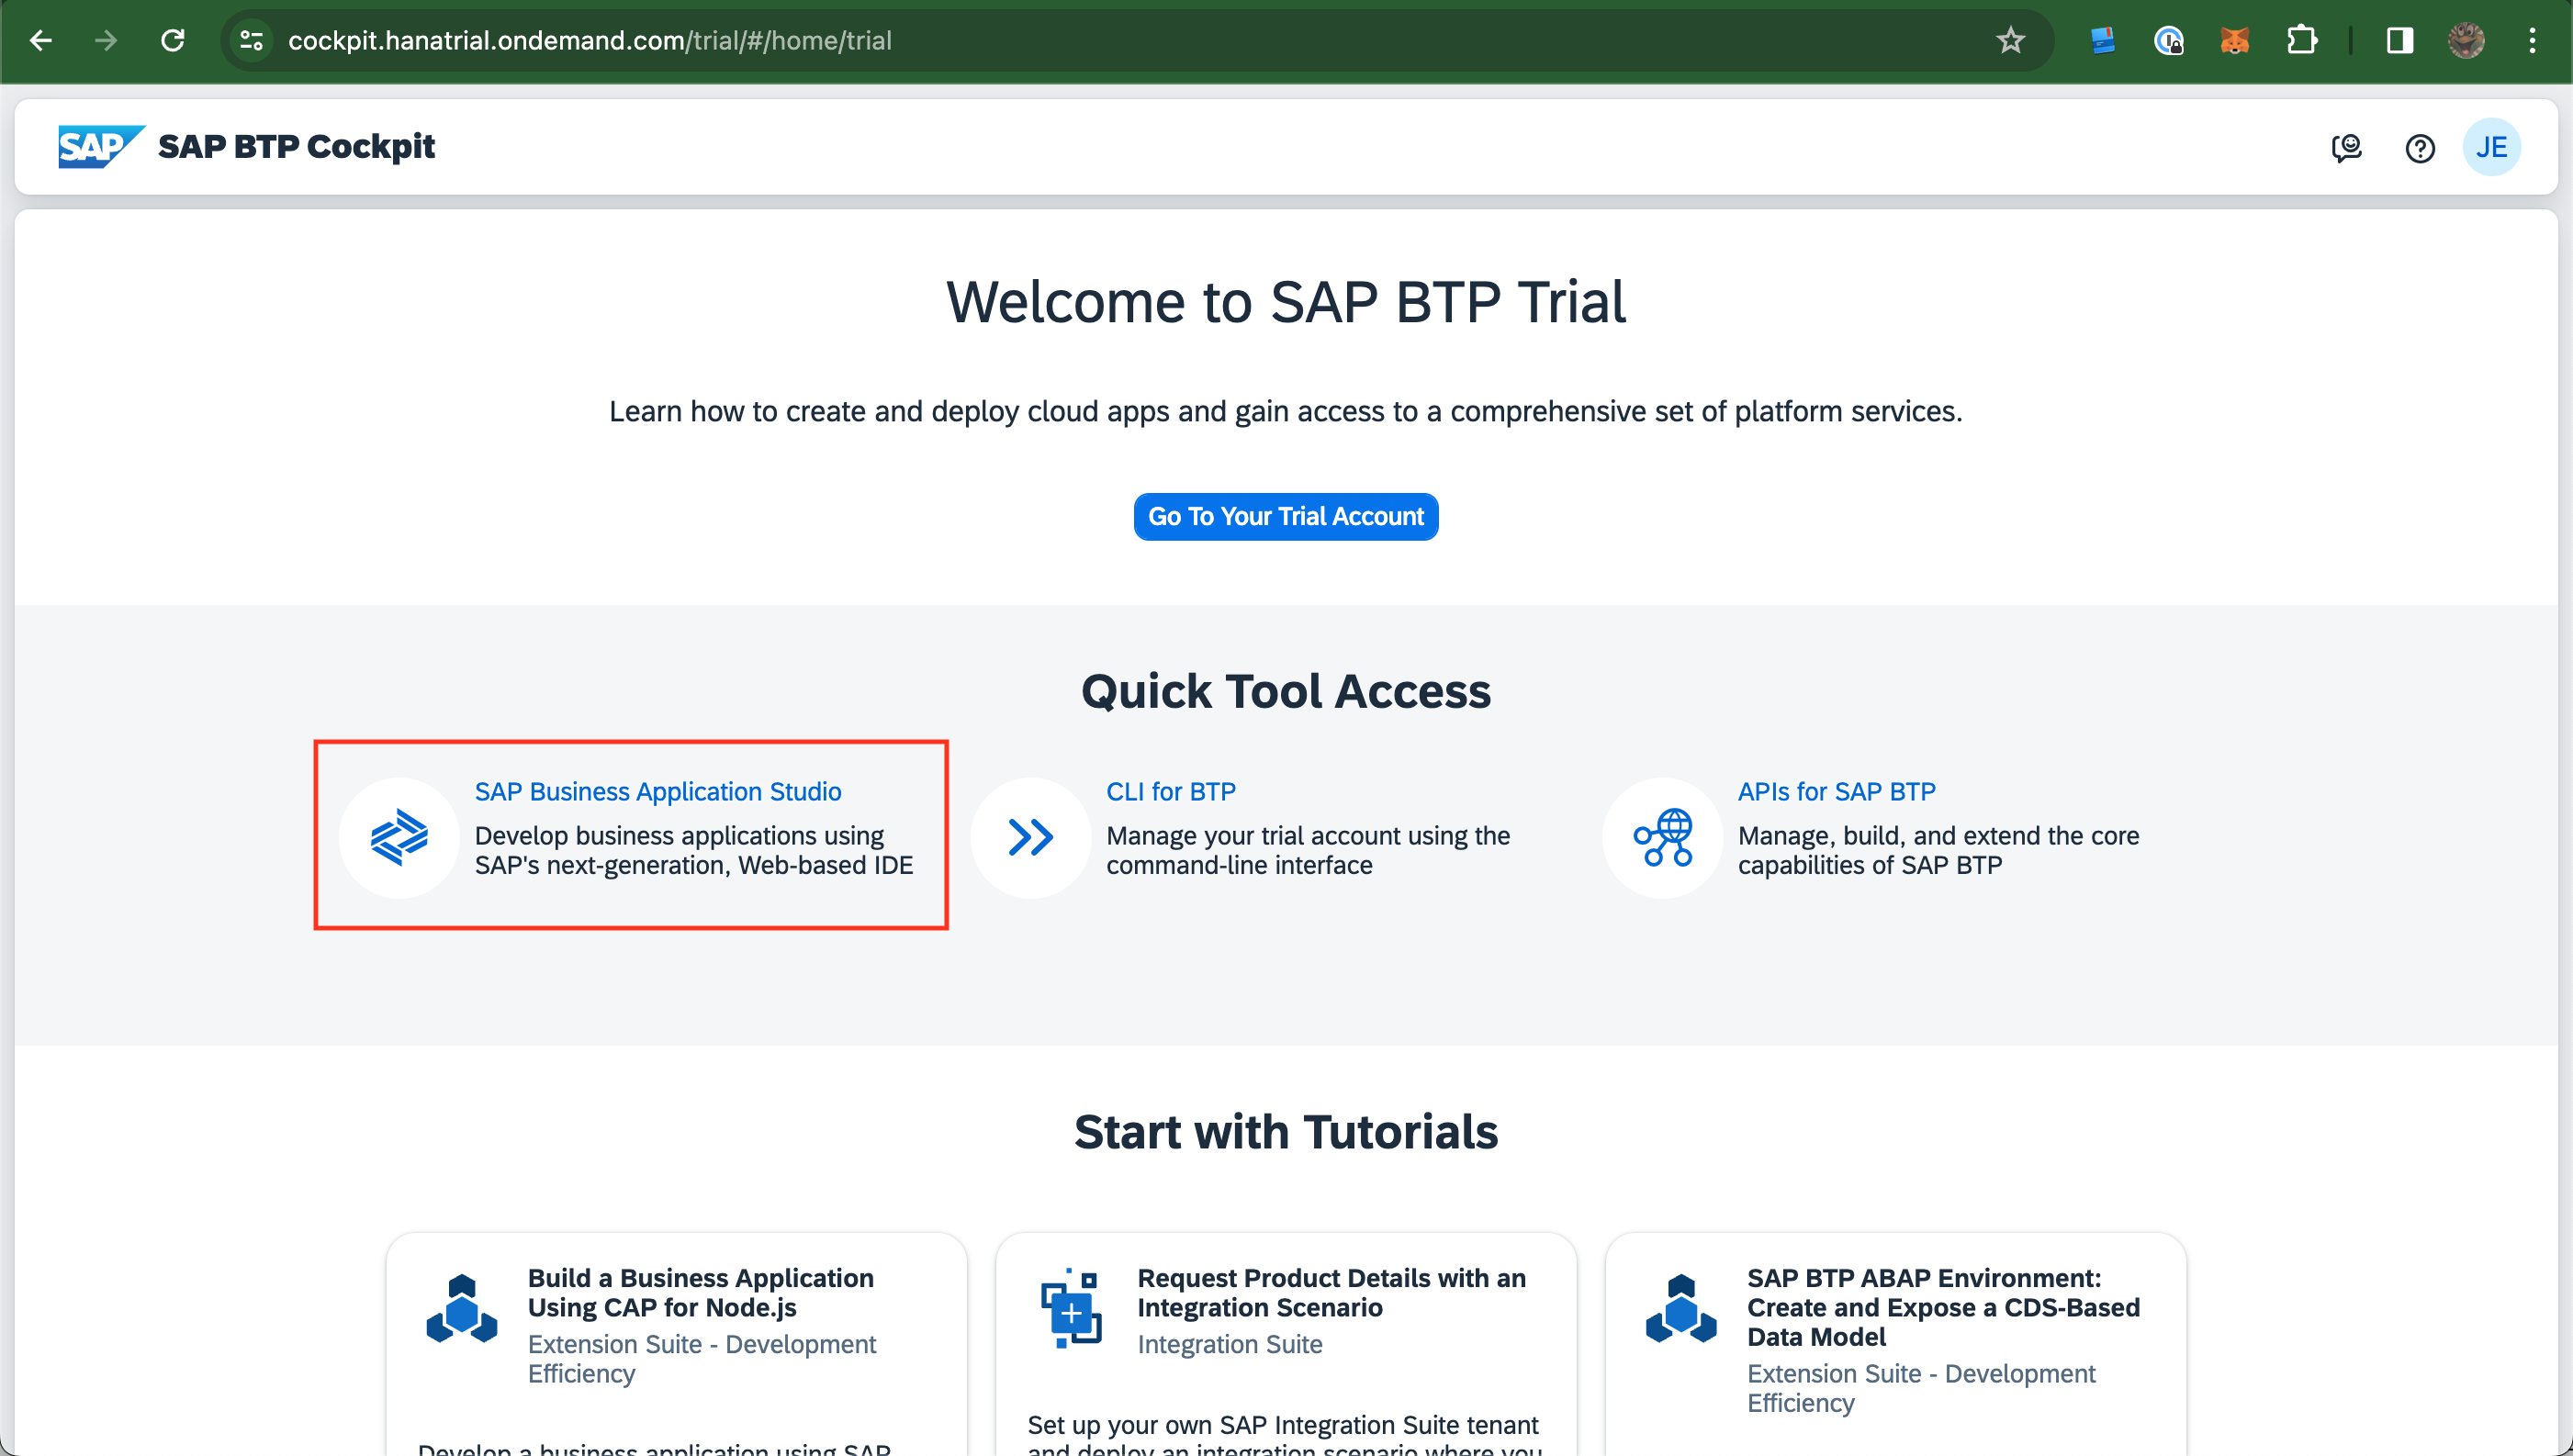 cockpit.hanatrial.ondemand.com/trial/#/home/trial
SAP SAP BTP Cockpit
JE
Welcome to SAP BTP Trial
Learn how to create and deploy cloud apps and gain access to a comprehensive set of platform services.
Go To Your Trial Account
Quick Tool Access
SAP Business Application Studio
Develop business applications using
SAP's next-generation, Web-based IDE
CLI for BTP
Manage your trial account using the
command-line interface
APIs for SAP BTP
Manage, build, and extend the core
capabilities of SAP BTP
Start with Tutorials
Build a Business Application
Using CAP for Node.js
Extension Suite - Development
Efficiency
Develop a business application using SAP
Request Product Details with an
Integration Scenario
Integration Suite
Set up your own SAP Integration Suite tenant
and deploy an integration scenario where you
SAP BTP ABAP Environment:
Create and Expose a CDS-Based
Data Model
Extension Suite - Development
Efficiency